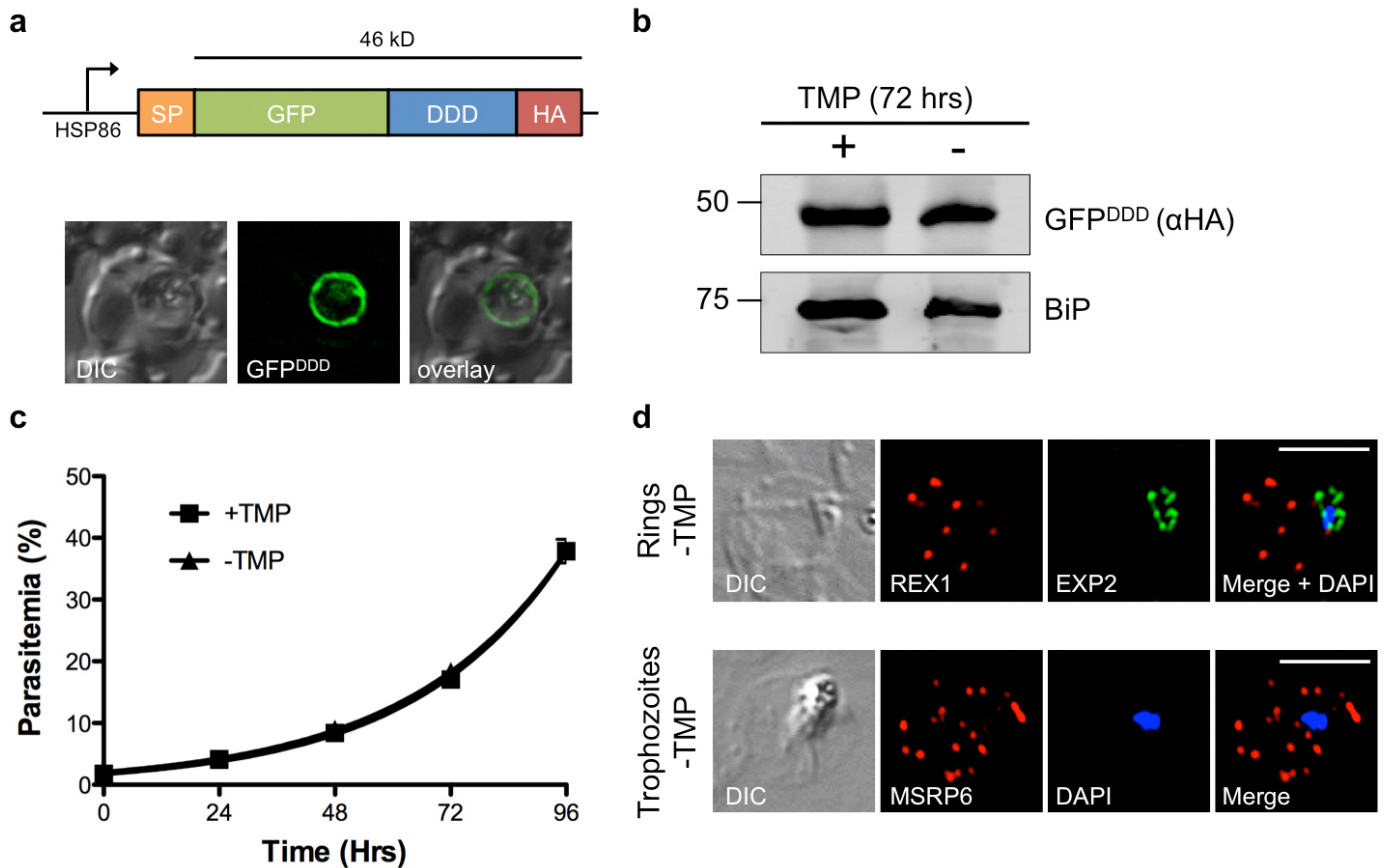 a
46 kD
HSP86
SP
GFP
DDD
HA
DIC
GFPDDD
overlay
b
TMP (72 hrs)
+
-
50
GFPDDD (αHA)
75
BiP
c
Parasitemia (%)
50
40
30
20
10
0
+TMP
-TMP
0 24 48 72 96
Time (Hrs)
d
Rings
-TMP
DIC
REX1
EXP2
Merge + DAPI
Trophozoites
-TMP
DIC
MSRP6
DAPI
Merge